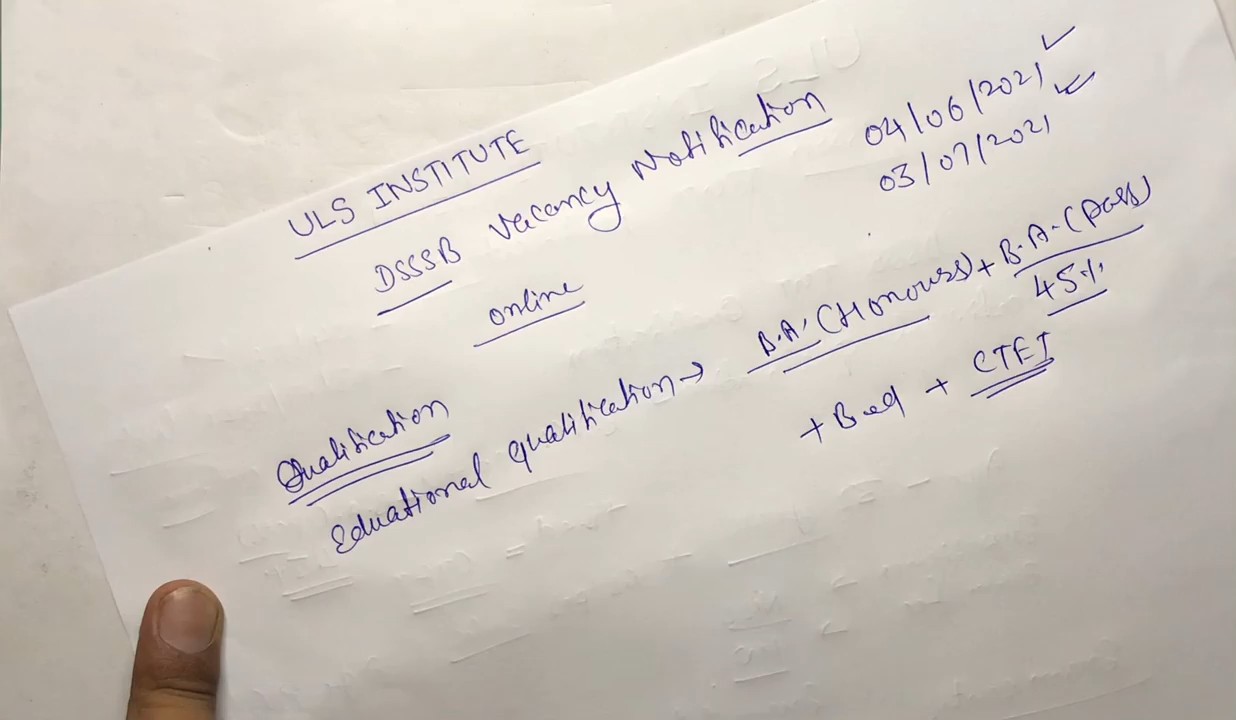 ULS INSTITUTE
DSSSB Vacancy Notification
04/06/2021
03/07/2021
online
Qualification
Eduational qualification → B.A. (Honours) + B.A. (pass)
45%
+ B.ed + CTET